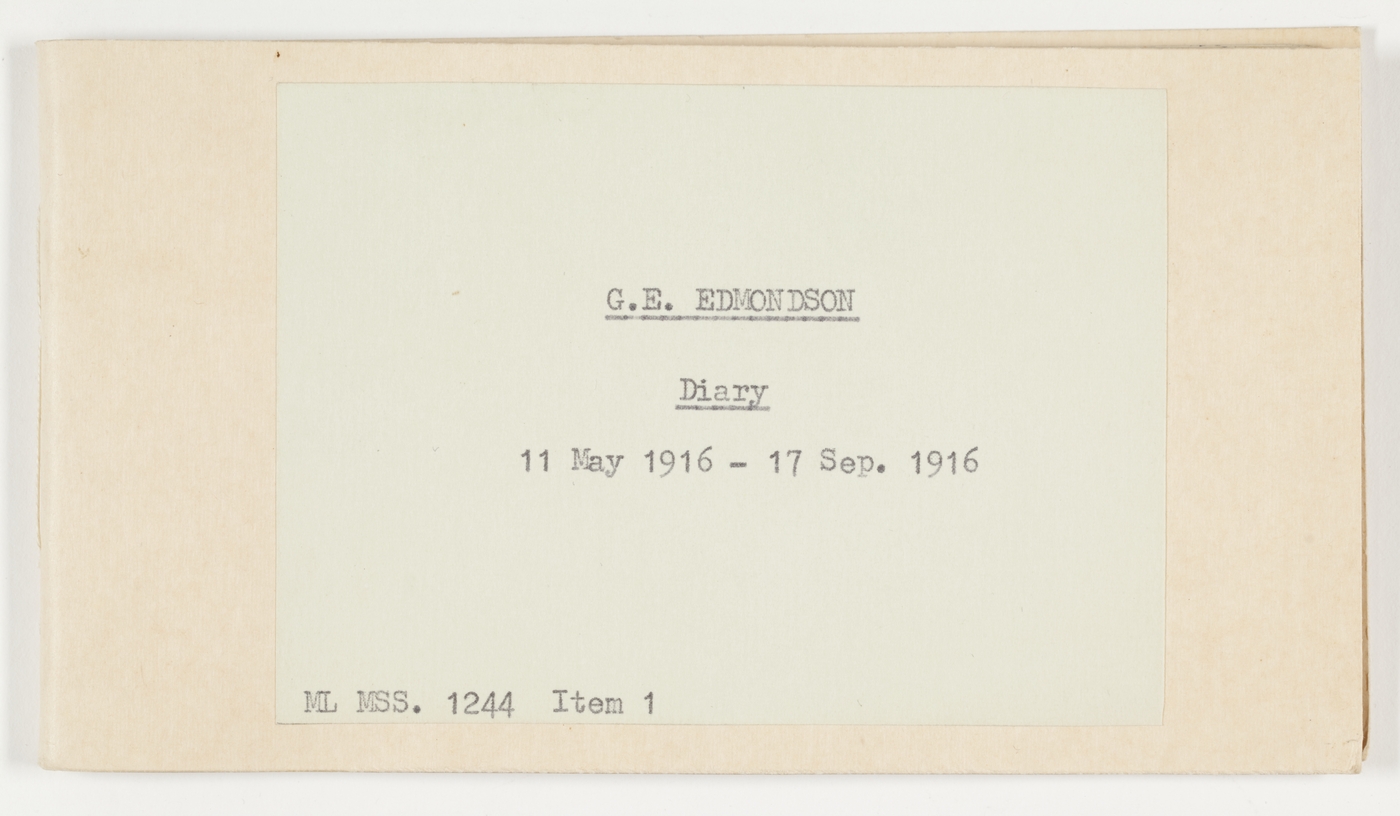 G.E. EDMONDSON
Diary
11 May 1916 - 17 Sep. 1916
ML MSS. 1244 Item 1